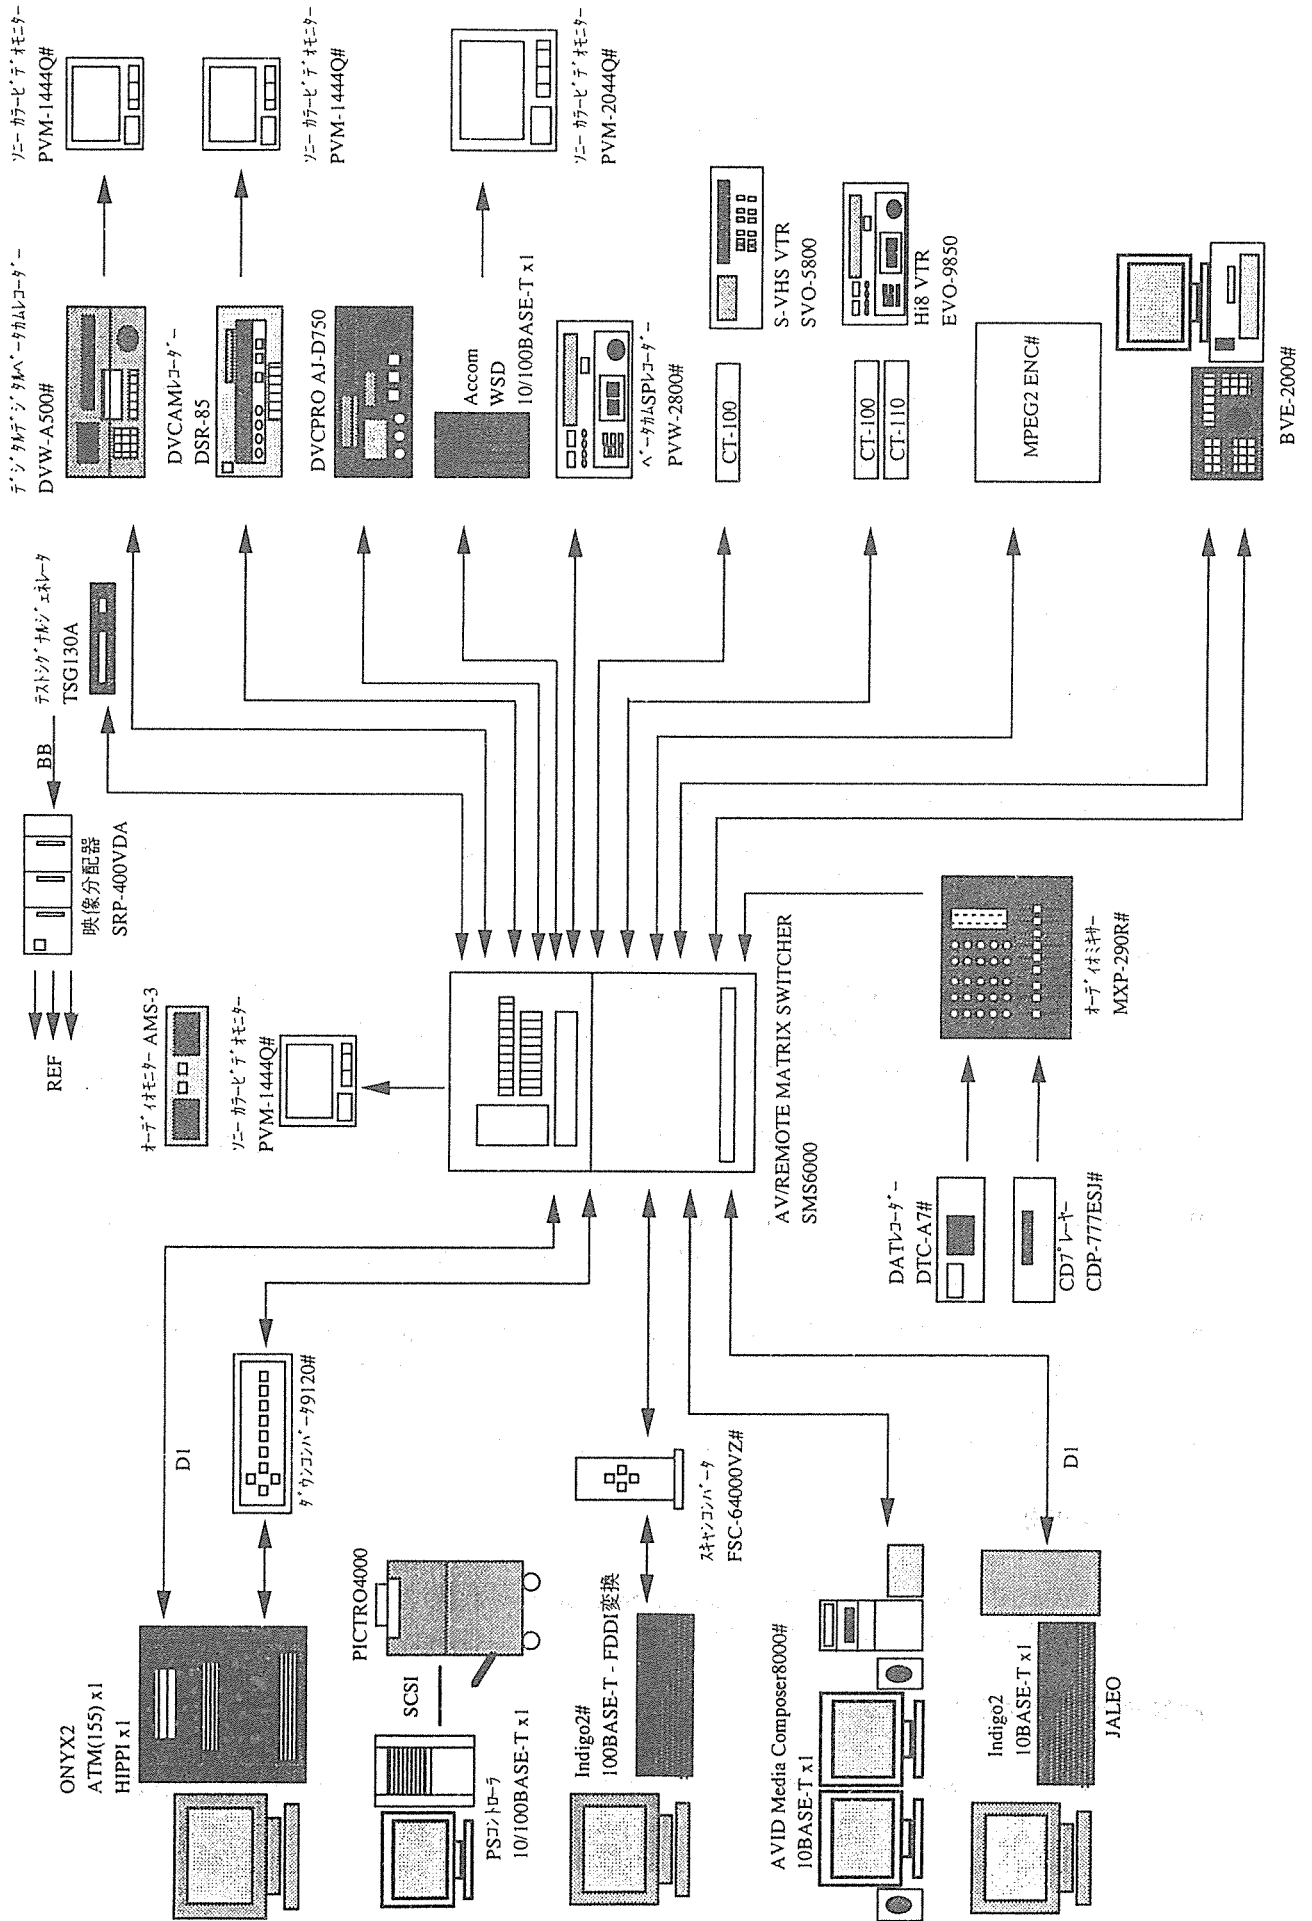 ONYX2
ATM(155) x1
HIPPI x1
D1
ダウンコンバータ9120#
PICTRO4000
SCSI
PSコントローラ
10/100BASE-T x1
Indigo2#
100BASE-T - FDDI変換
スキャンコンバータ
FSC-64000VZ#
AVID Media Composer8000#
10BASE-T x1
Indigo2
10BASE-T x1
JALEO
D1
REF
BB
映像分配器
SRP-400VDA
テストシグナルジェネレータ
TSG130A
オーディオモニター AMS-3
ソニー カラービデオモニター
PVM-1444Q#
AV/REMOTE MATRIX SWITCHER
SMS6000
DATレコーダー
DTC-A7#
CDプレーヤー
CDP-777ESJ#
オーディオミキサー
MXP-290R#
デジタルデジタルベータカムレコーダー
DVW-A500#
ソニー カラービデオモニター
PVM-1444Q#
DVCAMレコーダー
DSR-85
ソニー カラービデオモニター
PVM-1444Q#
DVCPRO AJ-D750
Accom
WSD
10/100BASE-T x1
ソニー カラービデオモニター
PVM-2044Q#
ベータカムSPレコーダー
PVW-2800#
CT-100
S-VHS VTR
SVO-5800
CT-100
CT-110
Hi8 VTR
EVO-9850
MPEG2 ENC#
BVE-2000#